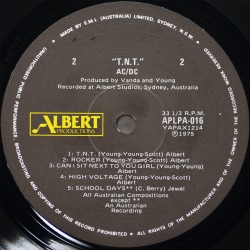 MADE BY E.M.I. (AUSTRALIA) LIMITED, SYDNEY, N.S.W.
2 "T.N.T." 2
AC/DC
Produced by Vanda and Young
Recorded at Albert Studios, Sydney, Australia
ALBERT
PRODUCTIONS
33 1/3 R.P.M.
APLPA-016
YAPAX1214
℗1975
1: T.N.T. (Young-Young-Scott) Albert
2: ROCKER (Young-Young-Scott) Albert
3: CAN I SIT NEXT TO YOU GIRL (Young-Young) Albert
4: HIGH VOLTAGE (Young-Young-Scott) Albert
5: SCHOOL DAYS** (C. Berry) Jewel
All Australian Compositions
except **
An Australian
Recording